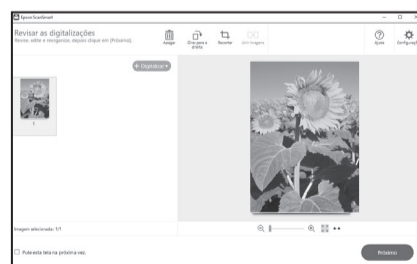 Epson ScanSmart
Revisar as digitalizações
Revise, edite e reorganize, depois clique em [Próximo].
Apagar
Girar para a direita
Recortar
Unir imagens
Ajuda
Configurações
+ Digitalizar
1
Imagem selecionada: 1/1
Pule esta tela na próxima vez.
Próximo